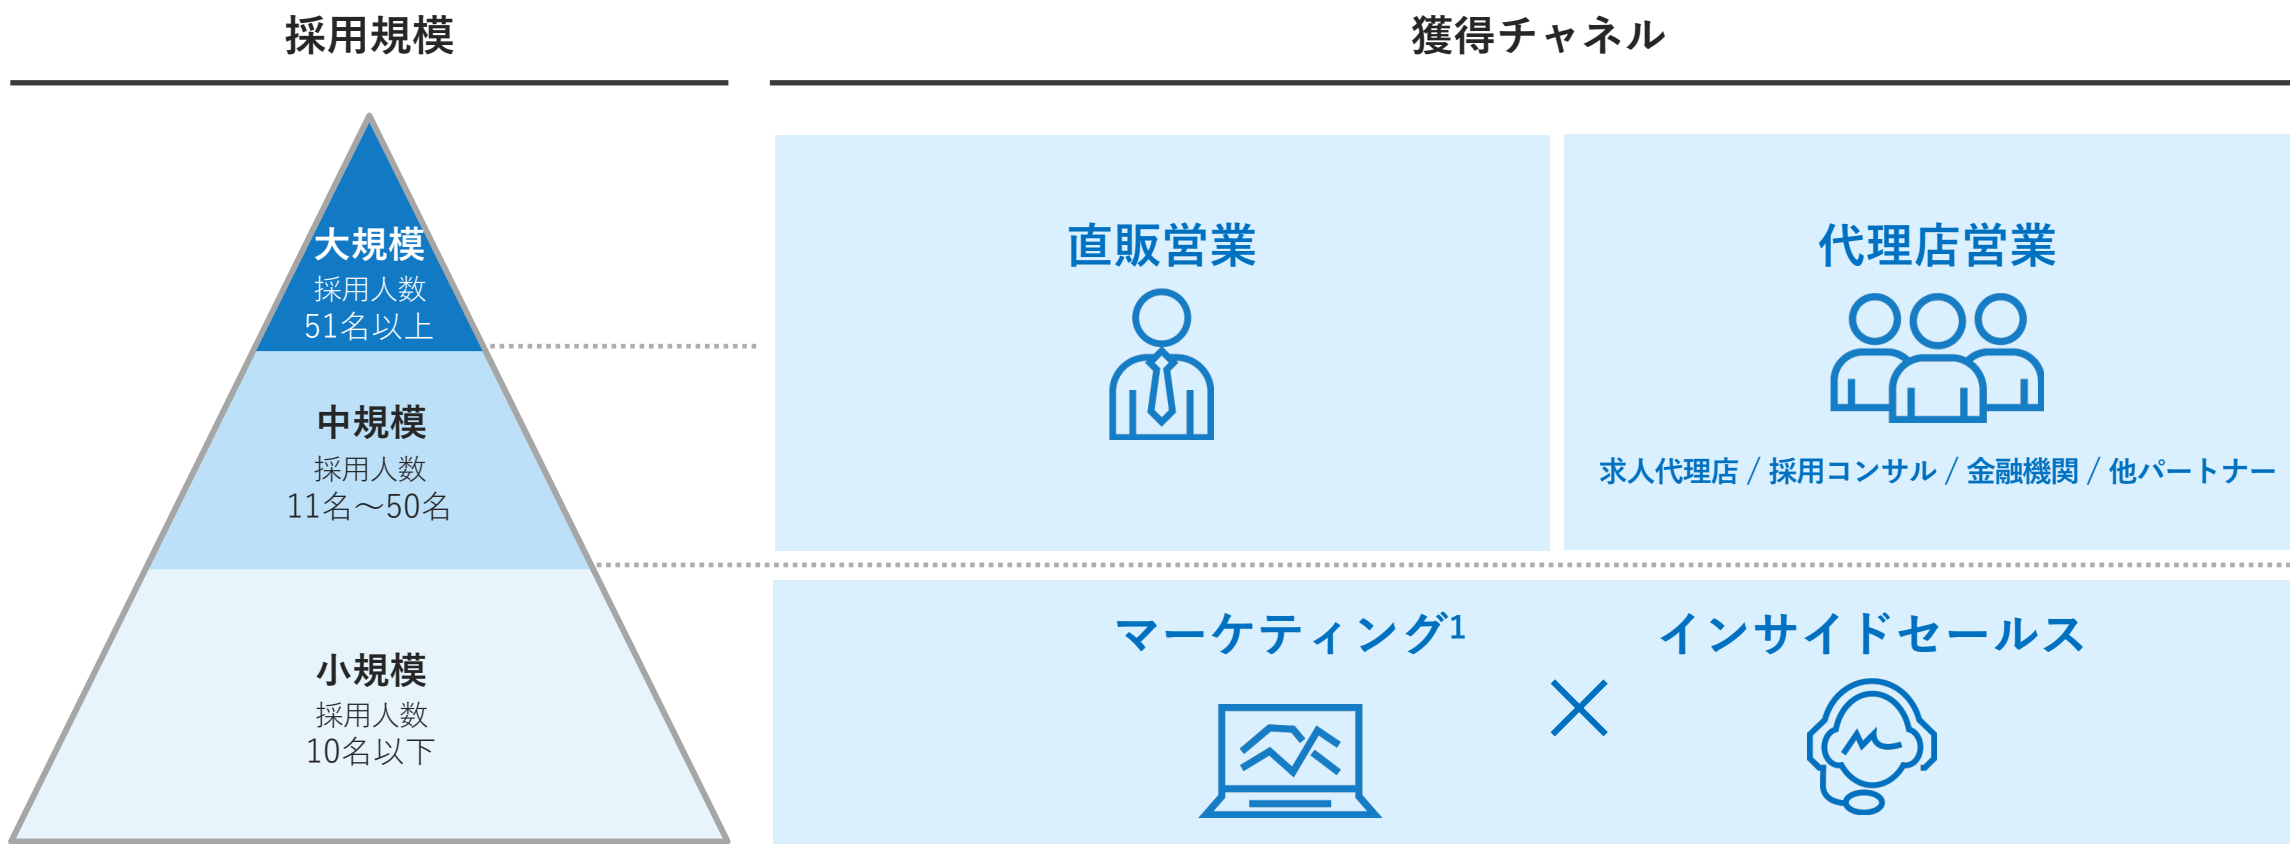 採用規模
獲得チャネル
大規模
採用人数
51名以上
中規模
採用人数
11名～50名
小規模
採用人数
10名以下
直販営業
代理店営業
求人代理店 / 採用コンサル / 金融機関 / 他パートナー
マーケティング1
インサイドセールス